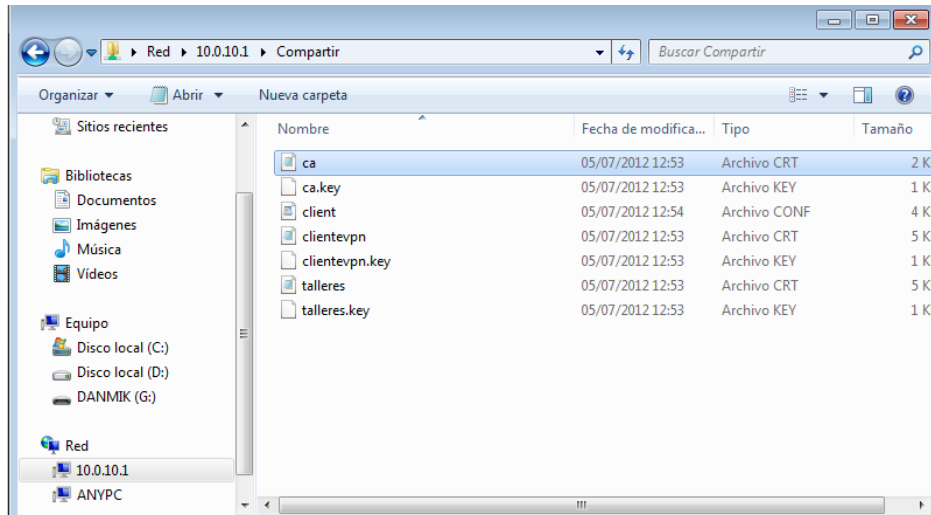 Red ▸ 10.0.10.1 ▸ Compartir
Buscar Compartir
Organizar Abrir Nueva carpeta
Sitios recientes
Bibliotecas
Documentos
Imágenes
Música
Vídeos
Equipo
Disco local (C:)
Disco local (D:)
DANMIK (G:)
Red
10.0.10.1
ANYPC
Nombre Fecha de modifica... Tipo Tamaño
ca 05/07/2012 12:53 Archivo CRT 2 K
ca.key 05/07/2012 12:53 Archivo KEY 1 K
client 05/07/2012 12:54 Archivo CONF 4 K
clientevpn 05/07/2012 12:53 Archivo CRT 5 K
clientevpn.key 05/07/2012 12:53 Archivo KEY 1 K
talleres 05/07/2012 12:53 Archivo CRT 5 K
talleres.key 05/07/2012 12:53 Archivo KEY 1 K